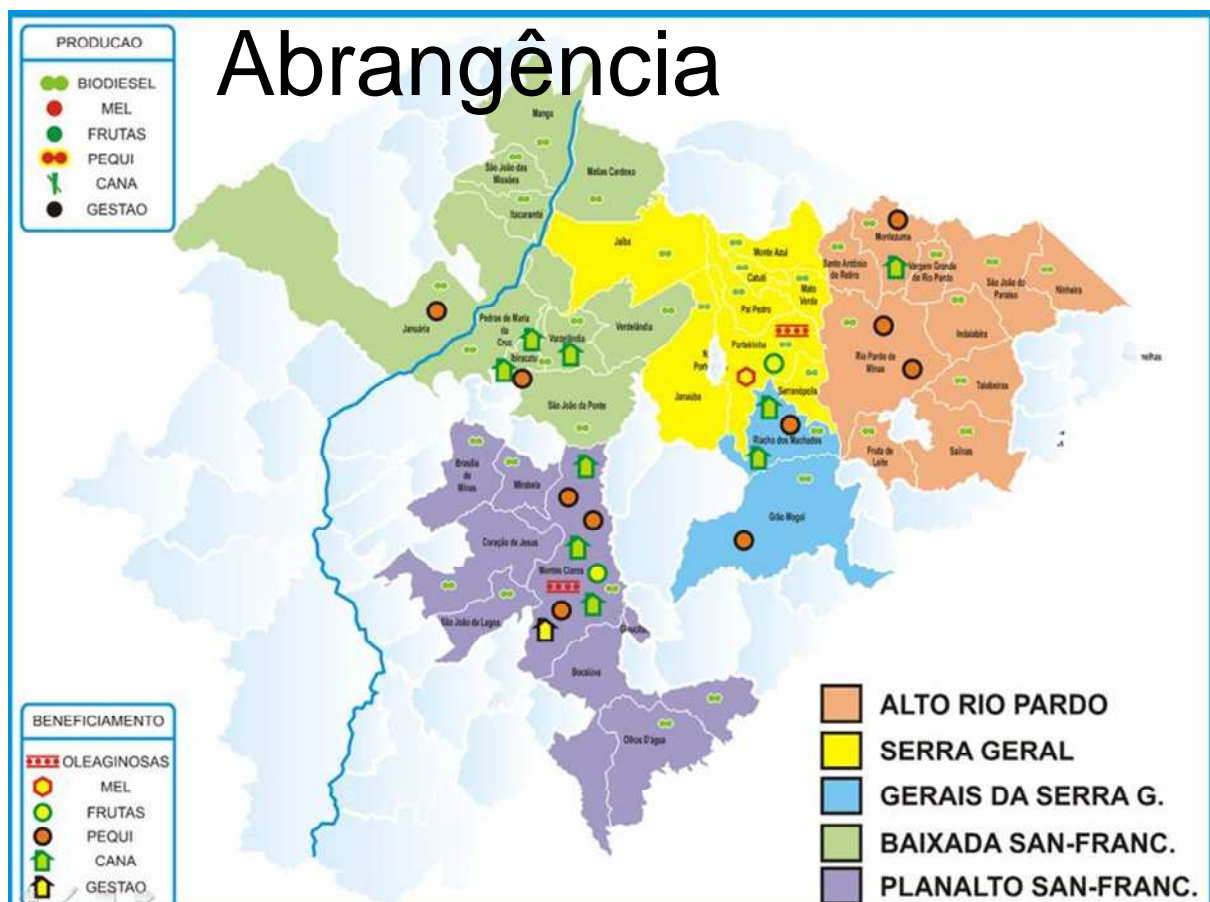 Abrangência
PRODUCAO
BIODIESEL
MEL
FRUTAS
PEQUI
CANA
GESTAO
Manga
São João das
Missões
Matias Cardoso
Itacarambi
Jaíba
Monte Azul
Catuti
Mato
Verde
Pai Pedro
Montezuma
Santo Antônio
do Retiro
Vargem Grande
do Rio Pardo
São João do
Paraíso
Ninheira
Januária
Pedras de Maria
da
Cruz
Varzelândia
Verdelândia
Ibiracatu
Porteirinha
N.
Port
Indaiabira
Rio Pardo de
Minas
Serranópolis
Janaúba
Taiobeiras
São João da Ponte
Riacho dos Machados
Fruta de
Leite
Salinas
Brasília
de
Minas
Mirabela
Grão Mogol
Coração de Jesus
Montes Claros
São João da Lagoa
Bocaiúva
Olhos D'água
BENEFICIAMENTO
OLEAGINOSAS
MEL
FRUTAS
PEQUI
CANA
GESTAO
ALTO RIO PARDO
SERRA GERAL
GERAIS DA SERRA G.
BAIXADA SAN-FRANC.
PLANALTO SAN-FRANC.